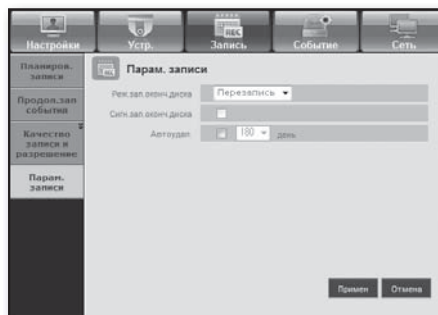 Настройки Устр. Запись Событие Сеть
REC
Планиров.
записи
Продол.зап
события
Качество
записи и
разрешение
Парам.
записи
Парам. записи
Реж.зап.оконч.диска Перезапись
Сигн.зап.оконч.диска
Автоудал. 180 день
Примен Отмена